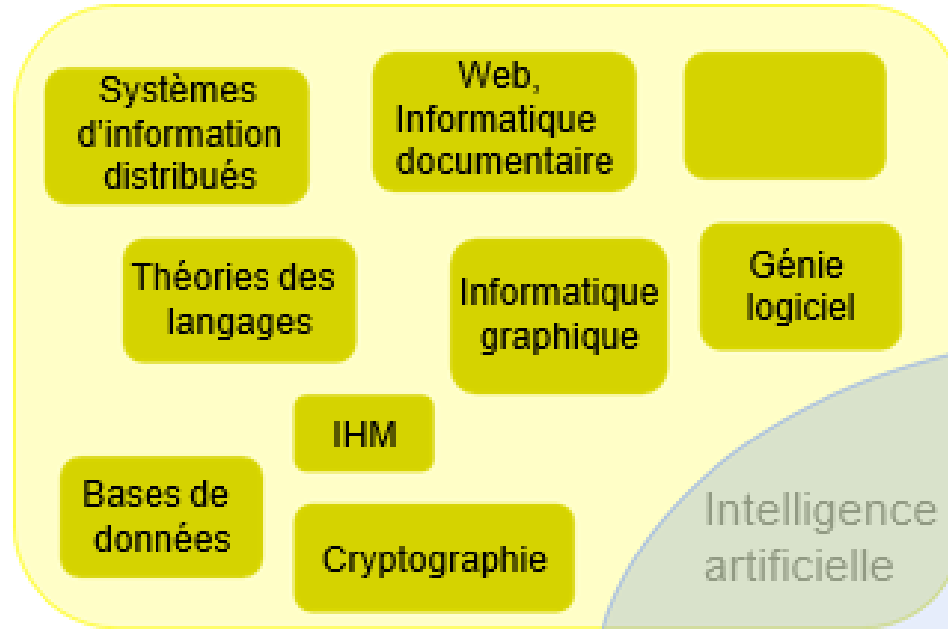 Systèmes
d'information
distribués
Web,
Informatique
documentaire
Théories des
langages
Informatique
graphique
Génie
logiciel
IHM
Bases de
données
Cryptographie
Intelligence
artificielle